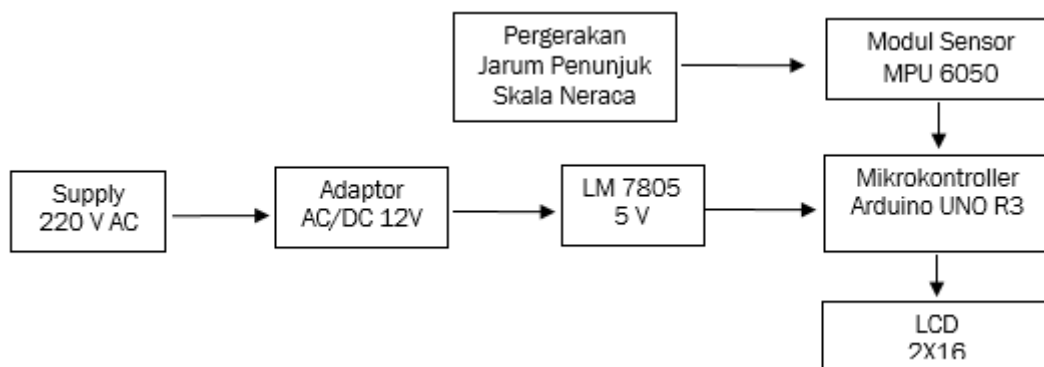 Pergerakan
Jarum Penunjuk
Skala Neraca
Modul Sensor
MPU 6050
Supply
220 V AC
Adaptor
AC/DC 12V
LM 7805
5 V
Mikrokontroller
Arduino UNO R3
LCD
2X16